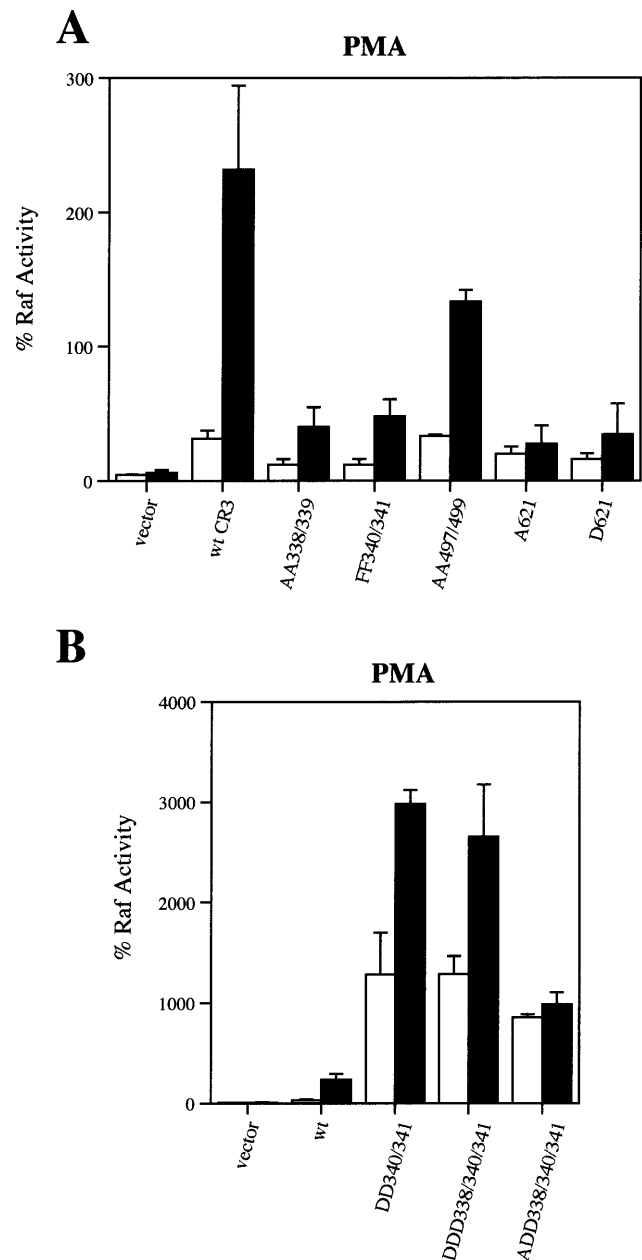 A
PMA
300
200
100
0
% Raf Activity
vector
wt CR3
AA338/339
FF340/341
AA497/499
A621
D621
B
PMA
4000
3000
2000
1000
0
% Raf Activity
vector
wt
DD340/341
DDD338/340/341
ADD338/340/341